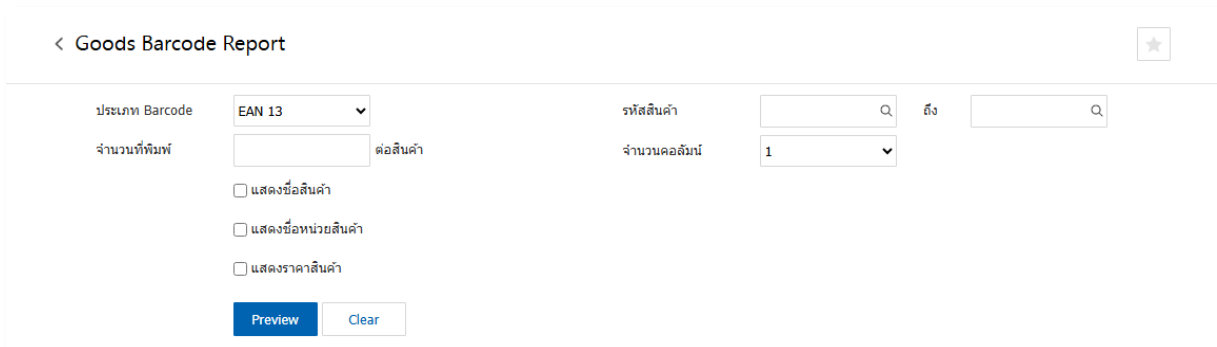 Goods Barcode Report
ประเภท Barcode EAN 13 รหัสสินค้า ถึง
จำนวนที่พิมพ์ ต่อสินค้า จำนวนคอลัมน์ 1
แสดงชื่อสินค้า
แสดงชื่อหน่วยสินค้า
แสดงราคาสินค้า
Preview Clear